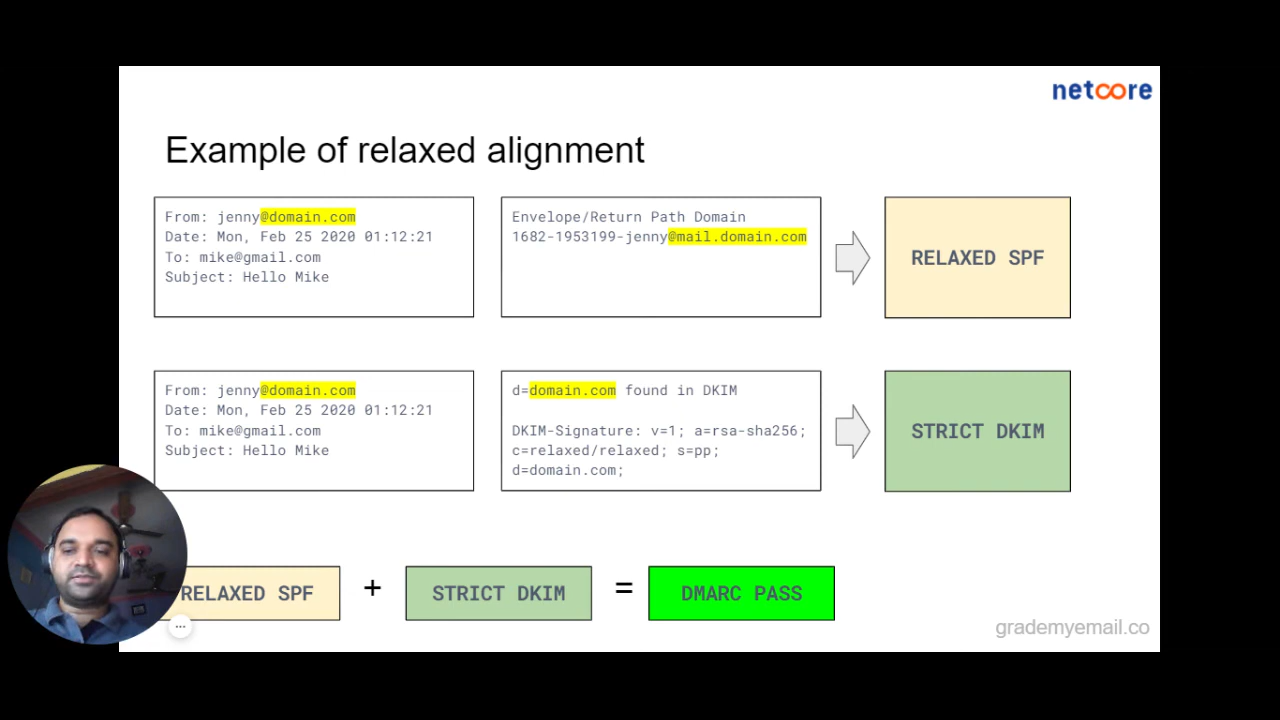 netcore
Example of relaxed alignment
From: jenny@domain.com
Date: Mon, Feb 25 2020 01:12:21
To: mike@gmail.com
Subject: Hello Mike
Envelope/Return Path Domain
1682-1953199-jenny@mail.domain.com
RELAXED SPF
From: jenny@domain.com
Date: Mon, Feb 25 2020 01:12:21
To: mike@gmail.com
Subject: Hello Mike
d=domain.com found in DKIM
DKIM-Signature: v=1; a=rsa-sha256;
c=relaxed/relaxed; s=pp;
d=domain.com;
STRICT DKIM
RELAXED SPF + STRICT DKIM = DMARC PASS
grademyemail.co